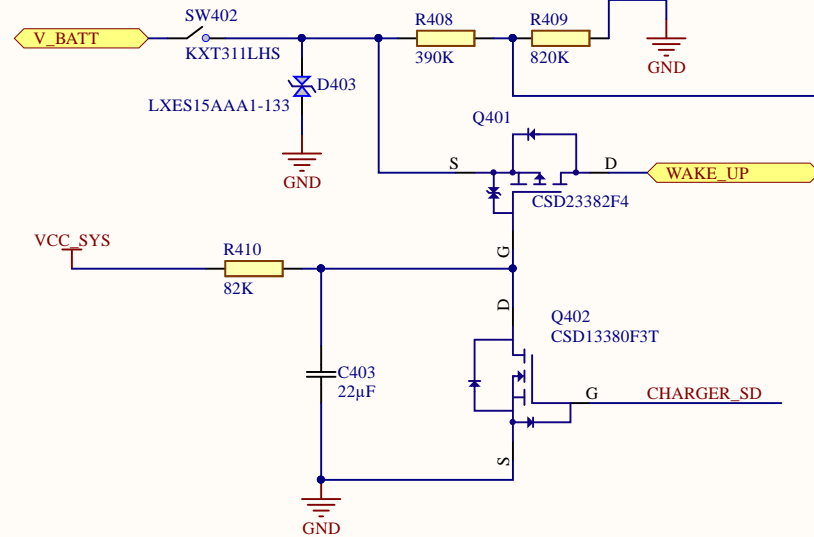 SW402
V_BATT
KXT311LHS
R408
390K
R409
820K
GND
D403
LXES15AAA1-133
GND
Q401
S
D
WAKE_UP
CSD23382F4
G
VCC_SYS
R410
82K
D
Q402
CSD13380F3T
C403
22µF
G
CHARGER_SD
S
GND